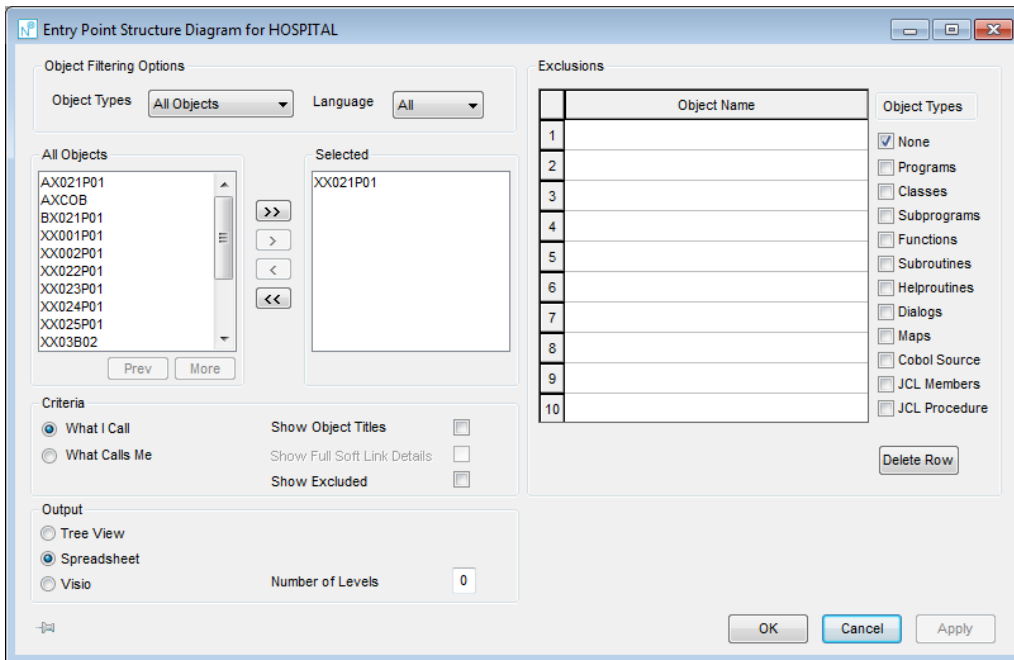 Entry Point Structure Diagram for HOSPITAL
Object Filtering Options
Object Types All Objects Language All
All Objects
AX021P01
AXCOB
BX021P01
XX001P01
XX002P01
XX022P01
XX023P01
XX024P01
XX025P01
XX03B02
Prev More
>>
>
<
<<
Selected
XX021P01
Criteria
What I Call
What Calls Me
Show Object Titles
Show Full Soft Link Details
Show Excluded
Output
Tree View
Spreadsheet
Visio
Number of Levels 0
Exclusions
Object Name
1
2
3
4
5
6
7
8
9
10
Object Types
None
Programs
Classes
Subprograms
Functions
Subroutines
Helproutines
Dialogs
Maps
Cobol Source
JCL Members
JCL Procedure
Delete Row
OK Cancel Apply